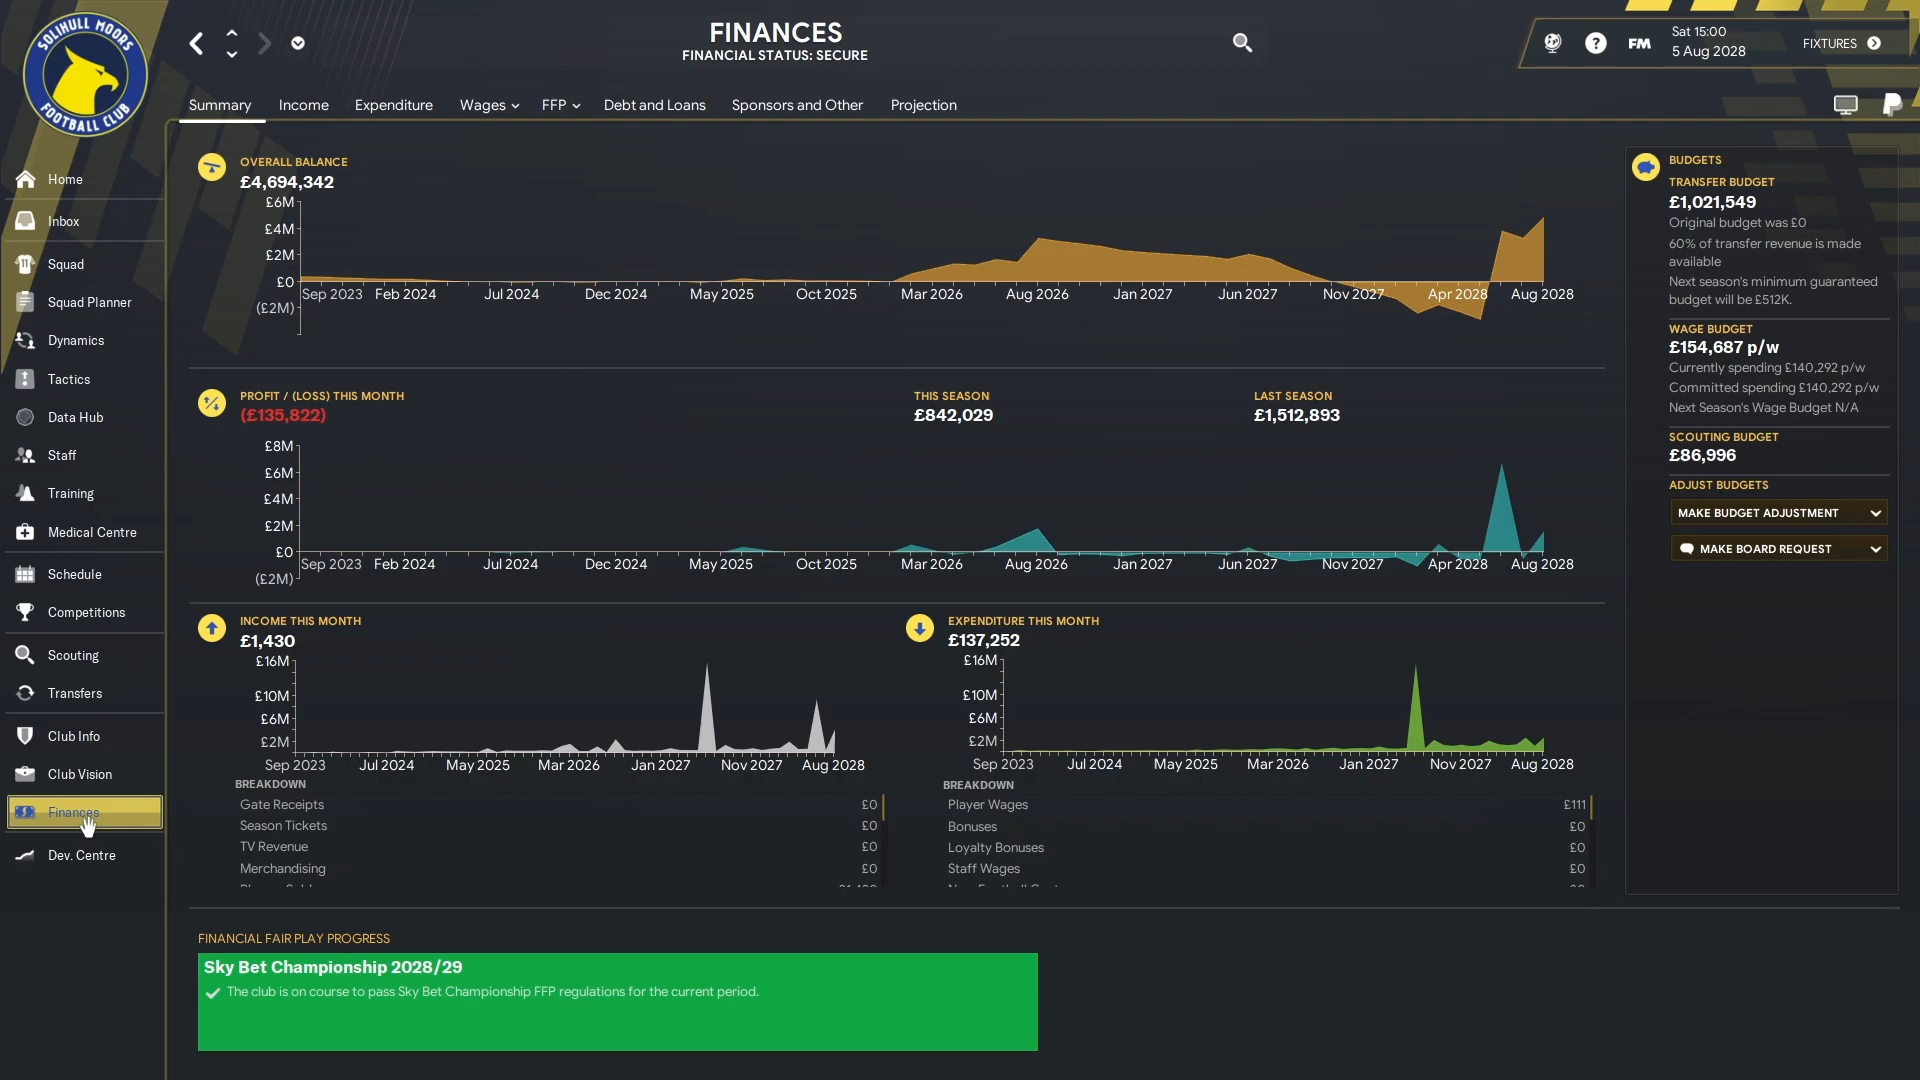 SOLIHULL MOORS
FOOTBALL CLUB
FINANCES
FINANCIAL STATUS: SECURE
FM
Sat 15:00
5 Aug 2028
FIXTURES
Summary
Income
Expenditure
Wages
FFP
Debt and Loans
Sponsors and Other
Projection
Home
Inbox
Squad
Squad Planner
Dynamics
Tactics
Data Hub
Staff
Training
Medical Centre
Schedule
Competitions
Scouting
Transfers
Club Info
Club Vision
Finances
Dev. Centre
OVERALL BALANCE
£4,694,342
£6M
£4M
£2M
£0
(£2M)
Sep 2023 Feb 2024 Jul 2024 Dec 2024 May 2025 Oct 2025 Mar 2026 Aug 2026 Jan 2027 Jun 2027 Nov 2027 Apr 2028 Aug 2028
PROFIT / (LOSS) THIS MONTH
(£135,822)
THIS SEASON
£842,029
LAST SEASON
£1,512,893
£8M
£6M
£4M
£2M
£0
(£2M)
Sep 2023 Feb 2024 Jul 2024 Dec 2024 May 2025 Oct 2025 Mar 2026 Aug 2026 Jan 2027 Jun 2027 Nov 2027 Apr 2028 Aug 2028
INCOME THIS MONTH
£1,430
£16M
£10M
£6M
£2M
Sep 2023 Jul 2024 May 2025 Mar 2026 Jan 2027 Nov 2027 Aug 2028
BREAKDOWN
Gate Receipts £0
Season Tickets £0
TV Revenue £0
Merchandising £0
EXPENDITURE THIS MONTH
£137,252
£16M
£10M
£6M
£2M
Sep 2023 Jul 2024 May 2025 Mar 2026 Jan 2027 Nov 2027 Aug 2028
BREAKDOWN
Player Wages £111
Bonuses £0
Loyalty Bonuses £0
Staff Wages £0
BUDGETS
TRANSFER BUDGET
£1,021,549
Original budget was £0
60% of transfer revenue is made
available
Next season's minimum guaranteed
budget will be £512K.
WAGE BUDGET
£154,687 p/w
Currently spending £140,292 p/w
Committed spending £140,292 p/w
Next Season's Wage Budget N/A
SCOUTING BUDGET
£86,996
ADJUST BUDGETS
MAKE BUDGET ADJUSTMENT
MAKE BOARD REQUEST
FINANCIAL FAIR PLAY PROGRESS
Sky Bet Championship 2028/29
The club is on course to pass Sky Bet Championship FFP regulations for the current period.